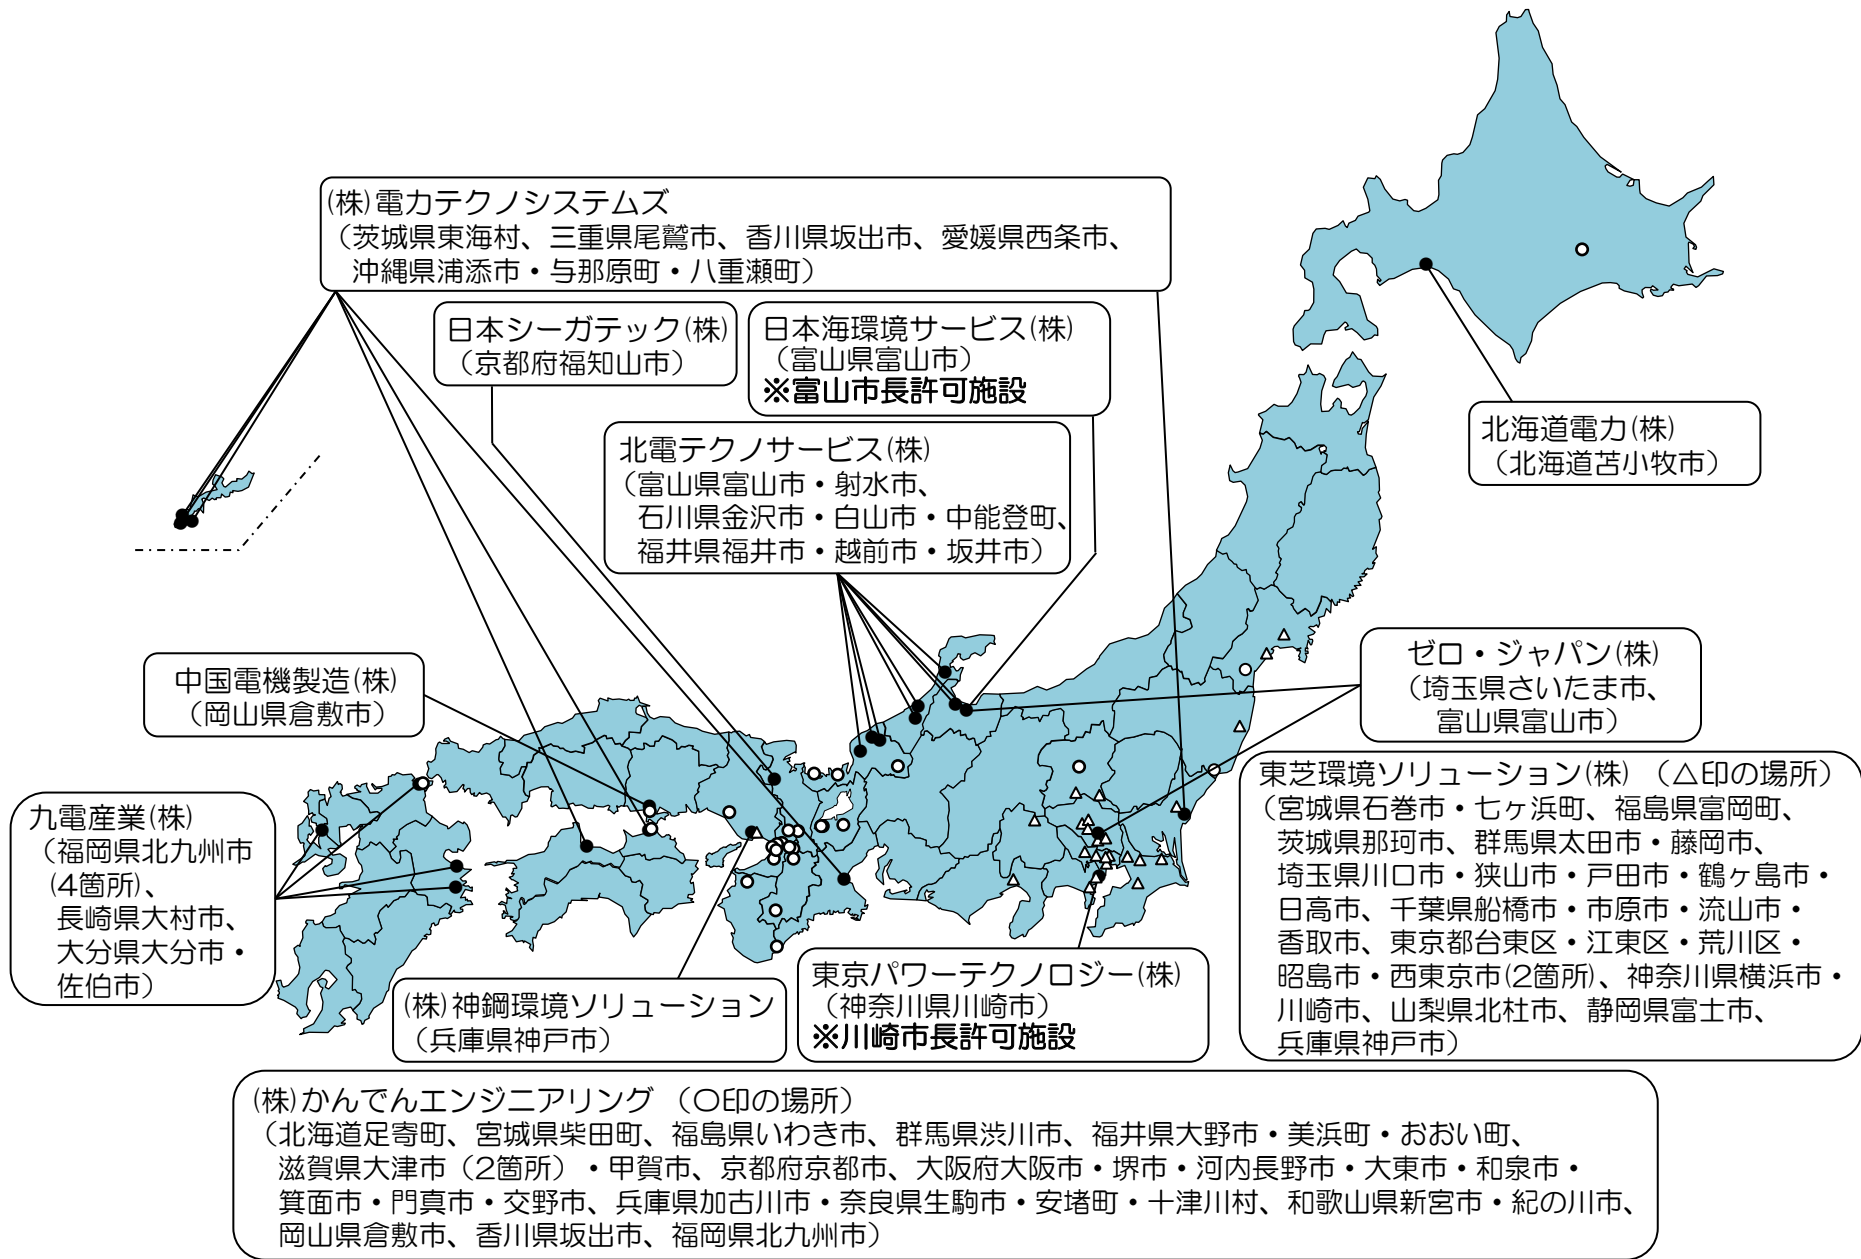 (株)電力テクノシステムズ
（茨城県東海村、三重県尾鷲市、香川県坂出市、愛媛県西条市、
沖縄県浦添市・与那原町・八重瀬町）
日本シーガテック(株)
（京都府福知山市）
日本海環境サービス(株)
（富山県富山市）
※富山市長許可施設
北電テクノサービス(株)
（富山県富山市・射水市、
石川県金沢市・白山市・中能登町、
福井県福井市・越前市・坂井市）
北海道電力(株)
（北海道苫小牧市）
中国電機製造(株)
（岡山県倉敷市）
ゼロ・ジャパン(株)
（埼玉県さいたま市、
富山県富山市）
九電産業(株)
（福岡県北九州市
(4箇所)、
長崎県大村市、
大分県大分市・
佐伯市）
東芝環境ソリューション(株)　（△印の場所）
（宮城県石巻市・七ヶ浜町、福島県富岡町、
茨城県那珂市、群馬県太田市・藤岡市、
埼玉県川口市・狭山市・戸田市・鶴ヶ島市・
日高市、千葉県船橋市・市原市・流山市・
香取市、東京都台東区・江東区・荒川区・
昭島市・西東京市(2箇所)、神奈川県横浜市・
川崎市、山梨県北杜市、静岡県富士市、
兵庫県神戸市）
(株)神鋼環境ソリューション
（兵庫県神戸市）
東京パワーテクノロジー(株)
（神奈川県川崎市）
※川崎市長許可施設
(株)かんでんエンジニアリング　（〇印の場所）
（北海道足寄町、宮城県柴田町、福島県いわき市、群馬県渋川市、福井県大野市・美浜町・おおい町、
滋賀県大津市（2箇所）・甲賀市、京都府京都市、大阪府大阪市・堺市・河内長野市・大東市・和泉市・
箕面市・門真市・交野市、兵庫県加古川市・奈良県生駒市・安堵町・十津川村、和歌山県新宮市・紀の川市、
岡山県倉敷市、香川県坂出市、福岡県北九州市）